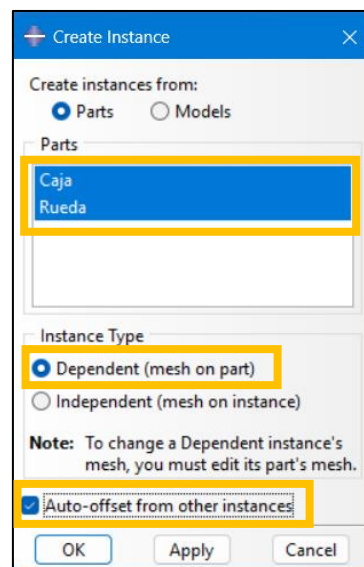 Create Instance
Create instances from:
Parts Models
Parts
Caja
Rueda
Instance Type
Dependent (mesh on part)
Independent (mesh on instance)
Note: To change a Dependent instance's
mesh, you must edit its part's mesh.
Auto-offset from other instances
OK Apply Cancel